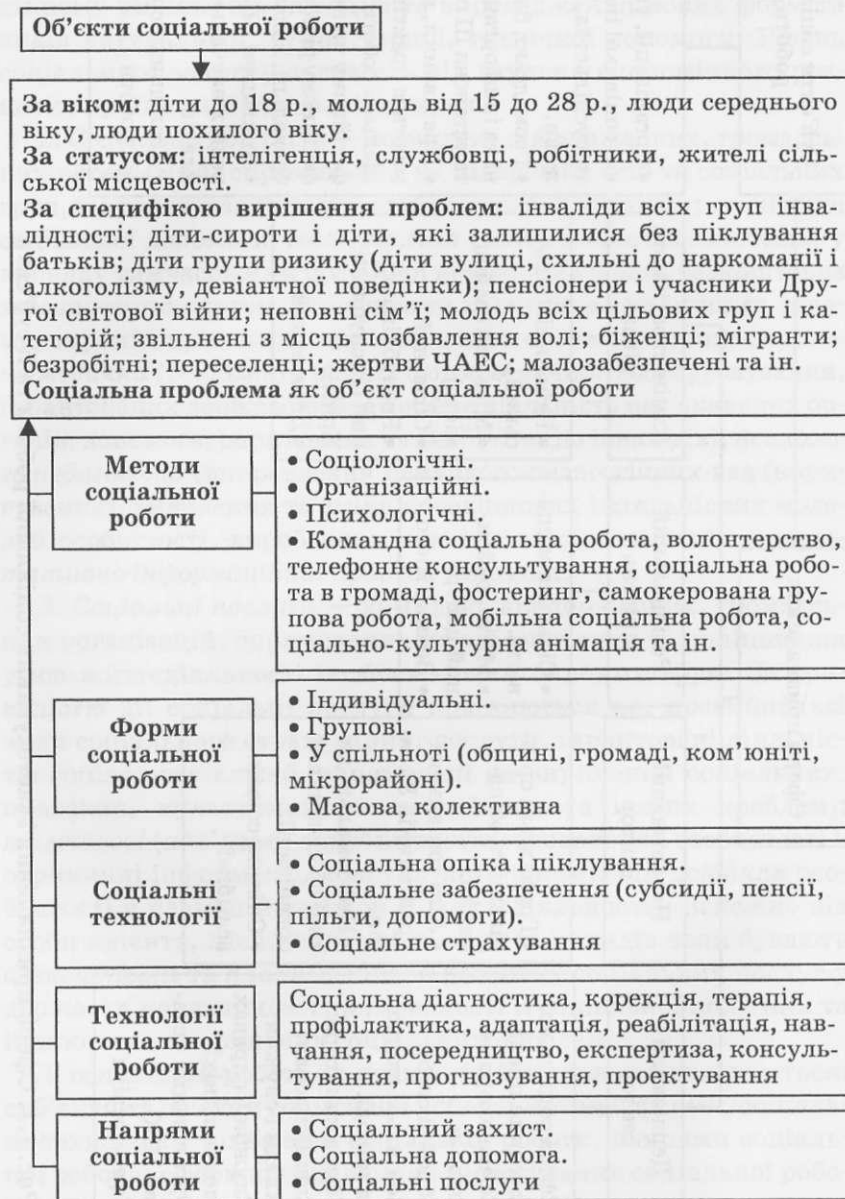 Об’єкти соціальної роботи
За віком: діти до 18 р., молодь від 15 до 28 р., люди середнього
віку, люди похилого віку.
За статусом: інтелігенція, службовці, робітники, жителі сіль-
ської місцевості.
За специфікою вирішення проблем: інваліди всіх груп інва-
лідності; діти-сироти і діти, які залишилися без піклування
батьків; діти групи ризику (діти вулиці, схильні до наркоманії і
алкоголізму, девіантної поведінки); пенсіонери і учасники Дру-
гої світової війни; неповні сім’ї; молодь всіх цільових груп і ка-
тегорій; звільнені з місць позбавлення волі; біженці; мігранти;
безробітні; переселенці; жертви ЧАЕС; малозабезпечені та ін.
Соціальна проблема як об’єкт соціальної роботи
Методи
соціальної
роботи
• Соціологічні.
• Організаційні.
• Психологічні.
• Командна соціальна робота, волонтерство,
телефонне консультування, соціальна робо-
та в громаді, фостеринг, самокерована гру-
пова робота, мобільна соціальна робота, со-
ціально-культурна анімація та ін.
Форми
соціальної
роботи
• Індивідуальні.
• Групові.
• У спільноті (общині, громаді, ком’юніті,
мікрорайоні).
• Масова, колективна
Соціальні
технології
• Соціальна опіка і піклування.
• Соціальне забезпечення (субсидії, пенсії,
пільги, допомоги).
• Соціальне страхування
Технології
соціальної
роботи
Соціальна діагностика, корекція, терапія,
профілактика, адаптація, реабілітація, нав-
чання, посередництво, експертиза, консуль-
тування, прогнозування, проектування
Напрями
соціальної
роботи
• Соціальний захист.
• Соціальна допомога.
• Соціальні послуги